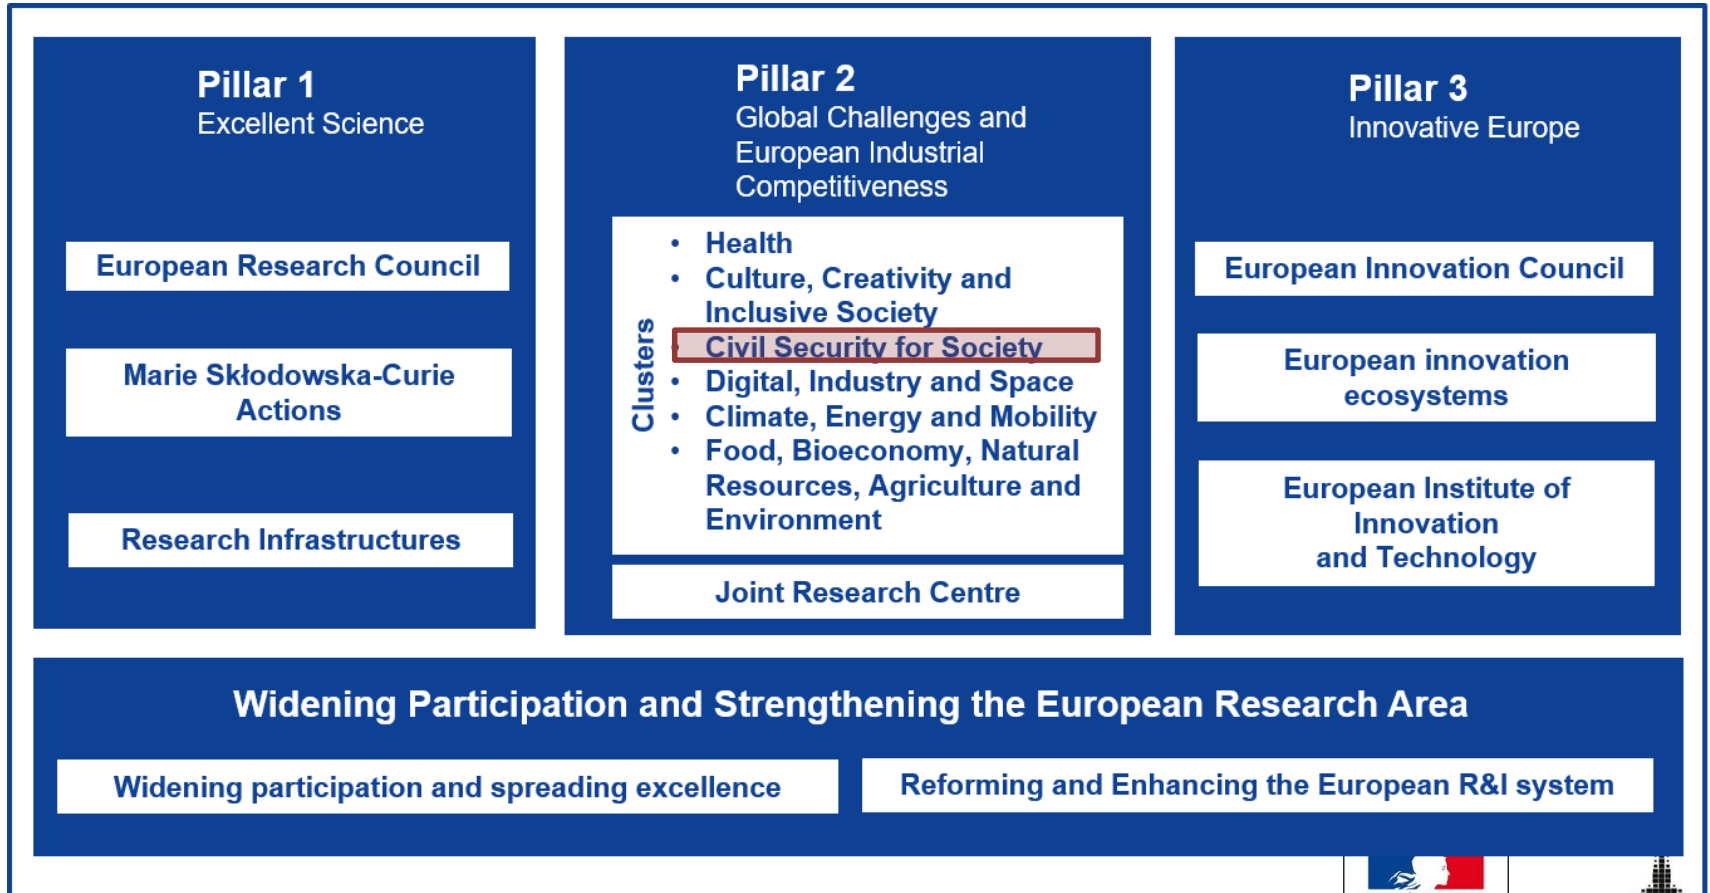 Pillar 1
Excellent Science
European Research Council
Marie Skłodowska-Curie
Actions
Research Infrastructures
Pillar 2
Global Challenges and
European Industrial
Competitiveness
Clusters
• Health
• Culture, Creativity and
Inclusive Society
• Civil Security for Society
• Digital, Industry and Space
• Climate, Energy and Mobility
• Food, Bioeconomy, Natural
Resources, Agriculture and
Environment
Joint Research Centre
Pillar 3
Innovative Europe
European Innovation Council
European innovation
ecosystems
European Institute of
Innovation
and Technology
Widening Participation and Strengthening the European Research Area
Widening participation and spreading excellence
Reforming and Enhancing the European R&I system